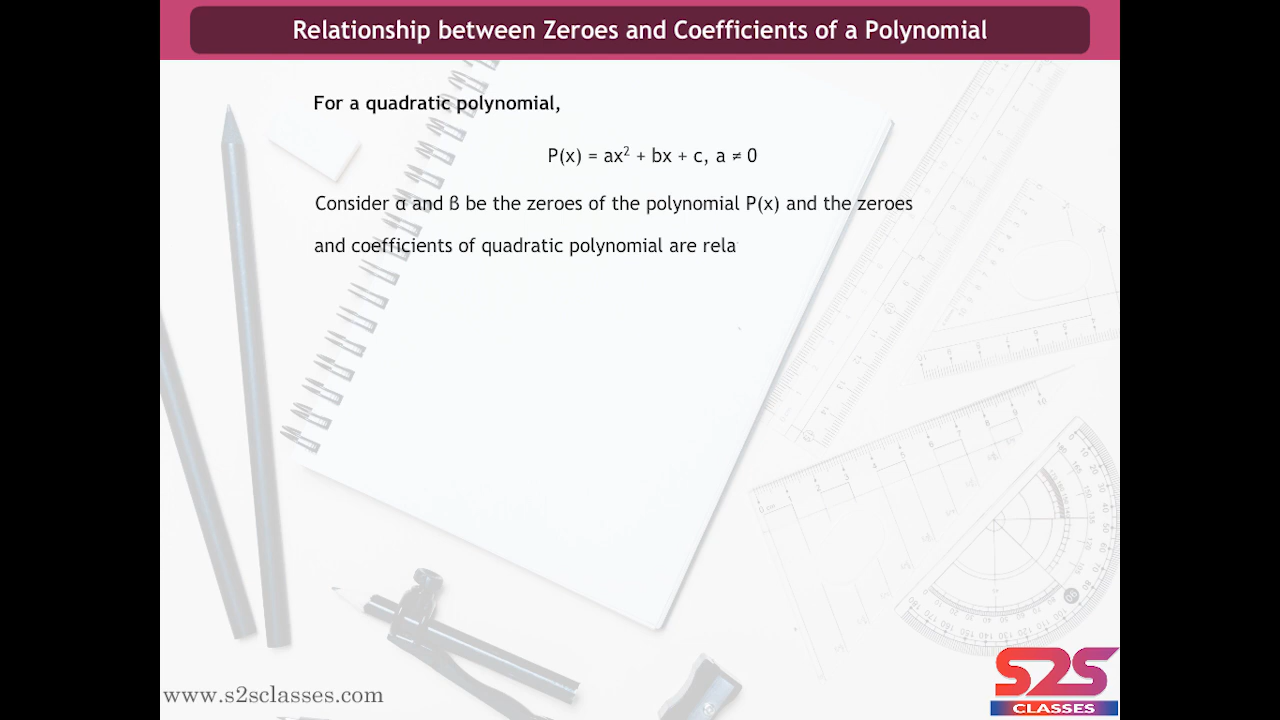 Relationship between Zeroes and Coefficients of a Polynomial
For a quadratic polynomial,
P(x) = ax² + bx + c, a ≠ 0
Consider α and ß be the zeroes of the polynomial P(x) and the zeroes
and coefficients of quadratic polynomial are rela
www.s2sclasses.com
S2S
CLASSES